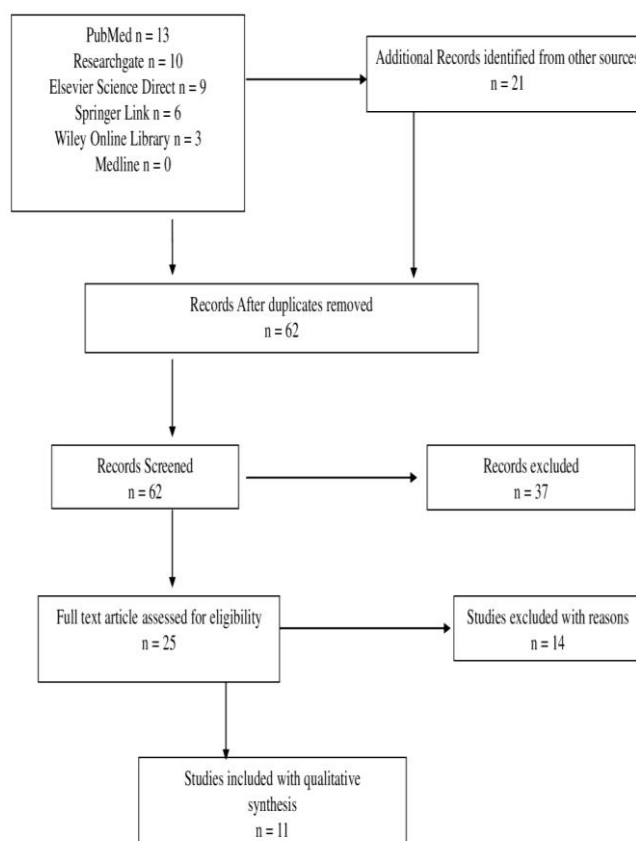 PubMed n = 13
Researchgate n = 10
Elsevier Science Direct n = 9
Springer Link n = 6
Wiley Online Library n = 3
Medline n = 0
Additional Records identified from other sources
n = 21
Records After duplicates removed
n = 62
Records Screened
n = 62
Records excluded
n = 37
Full text article assessed for eligibility
n = 25
Studies excluded with reasons
n = 14
Studies included with qualitative
synthesis
n = 11